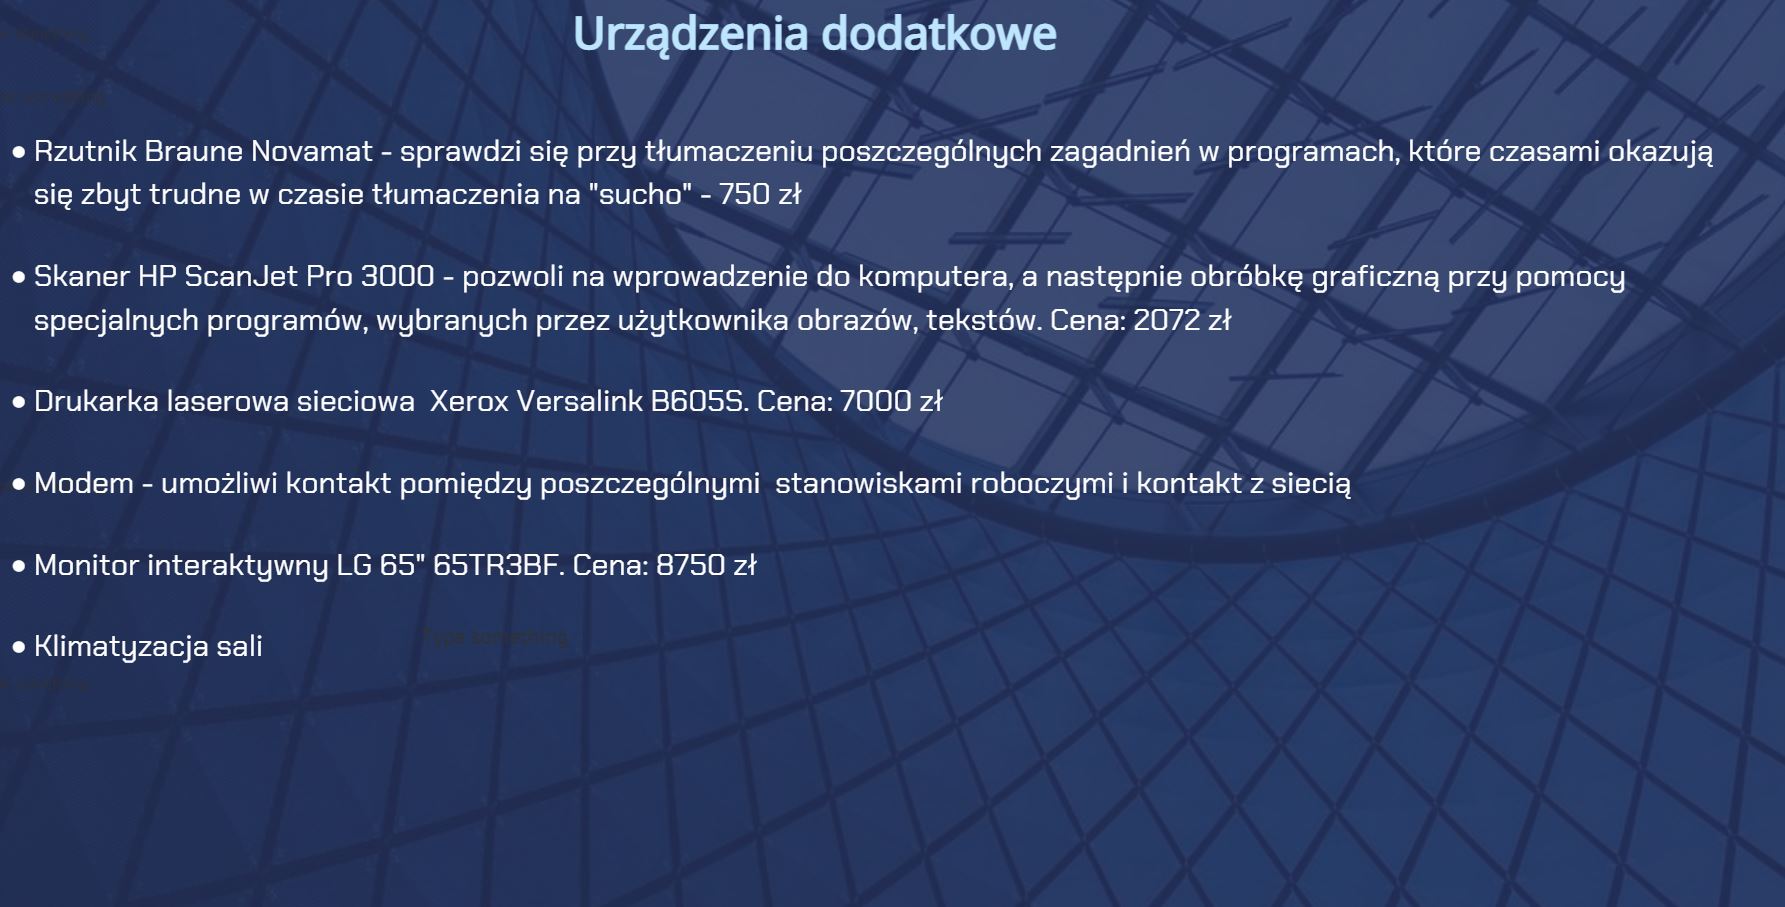 Urządzenia dodatkowe
• Rzutnik Braune Novamat - sprawdzi się przy tłumaczeniu poszczególnych zagadnień w programach, które czasami okazują
się zbyt trudne w czasie tłumaczenia na "sucho" - 750 zł
• Skaner HP ScanJet Pro 3000 - pozwoli na wprowadzenie do komputera, a następnie obróbkę graficzną przy pomocy
specjalnych programów, wybranych przez użytkownika obrazów, tekstów. Cena: 2072 zł
• Drukarka laserowa sieciowa  Xerox Versalink B605S. Cena: 7000 zł
• Modem - umożliwi kontakt pomiędzy poszczególnymi  stanowiskami roboczymi i kontakt z siecią
• Monitor interaktywny LG 65" 65TR3BF. Cena: 8750 zł
Type something
• Klimatyzacja sali